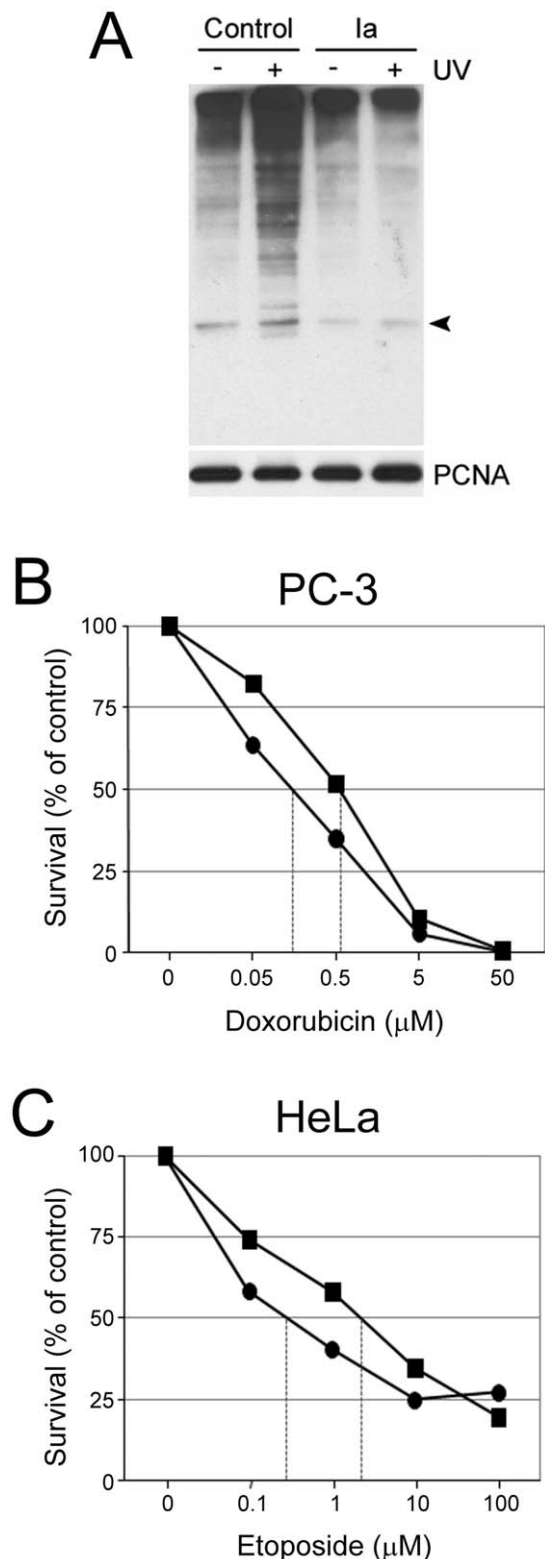 A
Control Ia
- + - + UV
PCNA
B
PC-3
Survival (% of control)
100
75
50
25
0
0 0.05 0.5 5 50
Doxorubicin (μM)
C
HeLa
Survival (% of control)
100
75
50
25
0
0 0.1 1 10 100
Etoposide (μM)